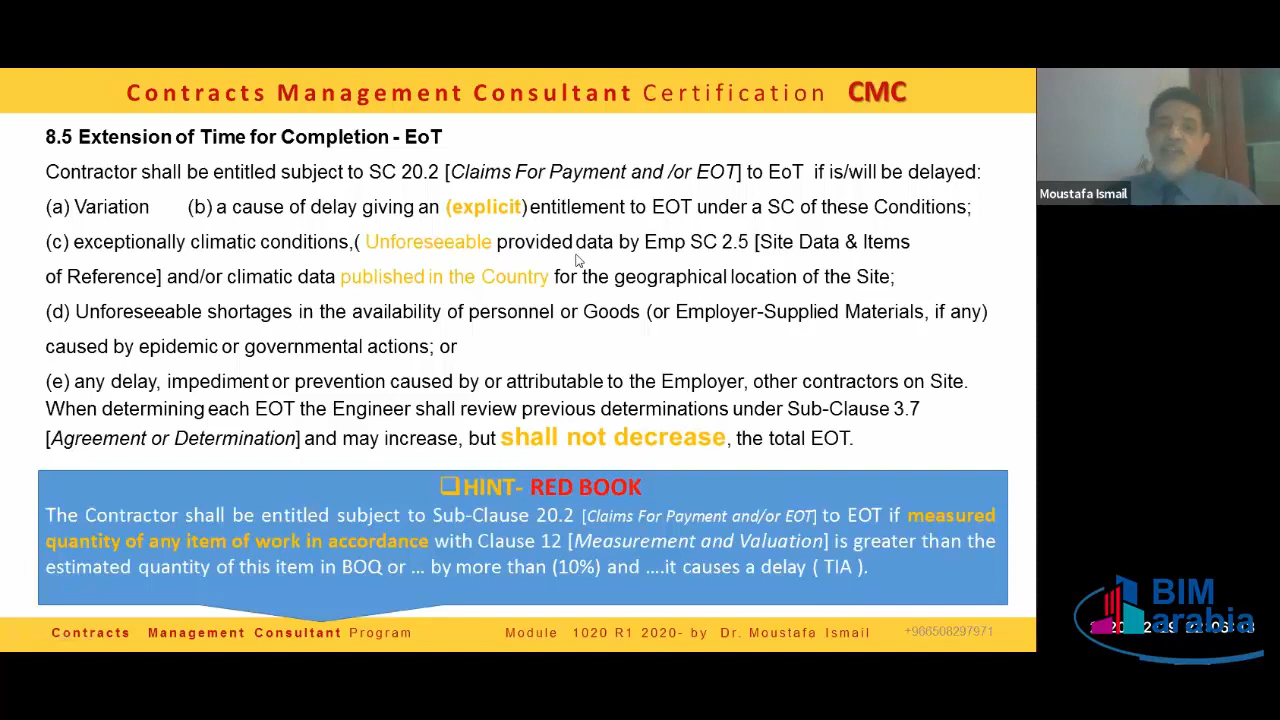 Contracts Management Consultant Certification CMC
8.5 Extension of Time for Completion - EoT
Contractor shall be entitled subject to SC 20.2 [Claims For Payment and /or EOT] to EoT if is/will be delayed:
(a) Variation (b) a cause of delay giving an (explicit) entitlement to EOT under a SC of these Conditions;
(c) exceptionally climatic conditions,( Unforeseeable provided data by Emp SC 2.5 [Site Data & Items
of Reference] and/or climatic data published in the Country for the geographical location of the Site;
(d) Unforeseeable shortages in the availability of personnel or Goods (or Employer-Supplied Materials, if any)
caused by epidemic or governmental actions; or
(e) any delay, impediment or prevention caused by or attributable to the Employer, other contractors on Site.
When determining each EOT the Engineer shall review previous determinations under Sub-Clause 3.7
[Agreement or Determination] and may increase, but shall not decrease, the total EOT.
HINT- RED BOOK
The Contractor shall be entitled subject to Sub-Clause 20.2 [Claims For Payment and/or EOT] to EOT if measured
quantity of any item of work in accordance with Clause 12 [Measurement and Valuation] is greater than the
estimated quantity of this item in BOQ or ... by more than (10%) and ....it causes a delay ( TIA ).
Contracts Management Consultant Program Module 1020 R1 2020- by Dr. Moustafa Ismail +966508297971
Moustafa Ismail
BIM
arabia